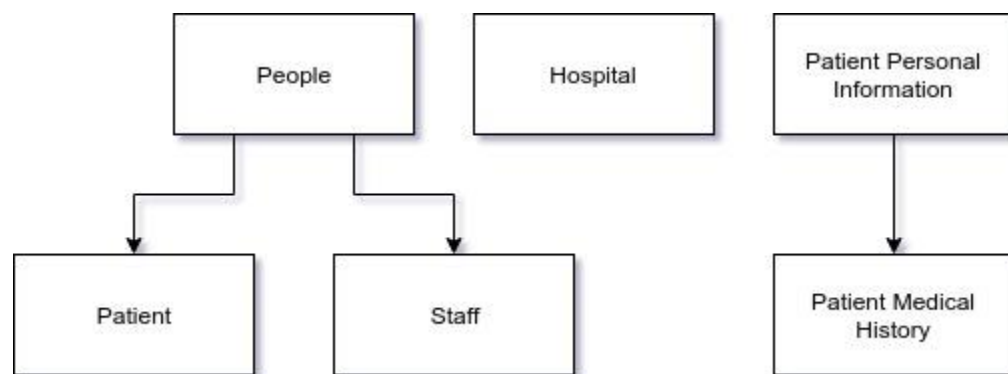 People
Hospital
Patient Personal
Information
Patient
Staff
Patient Medical
History